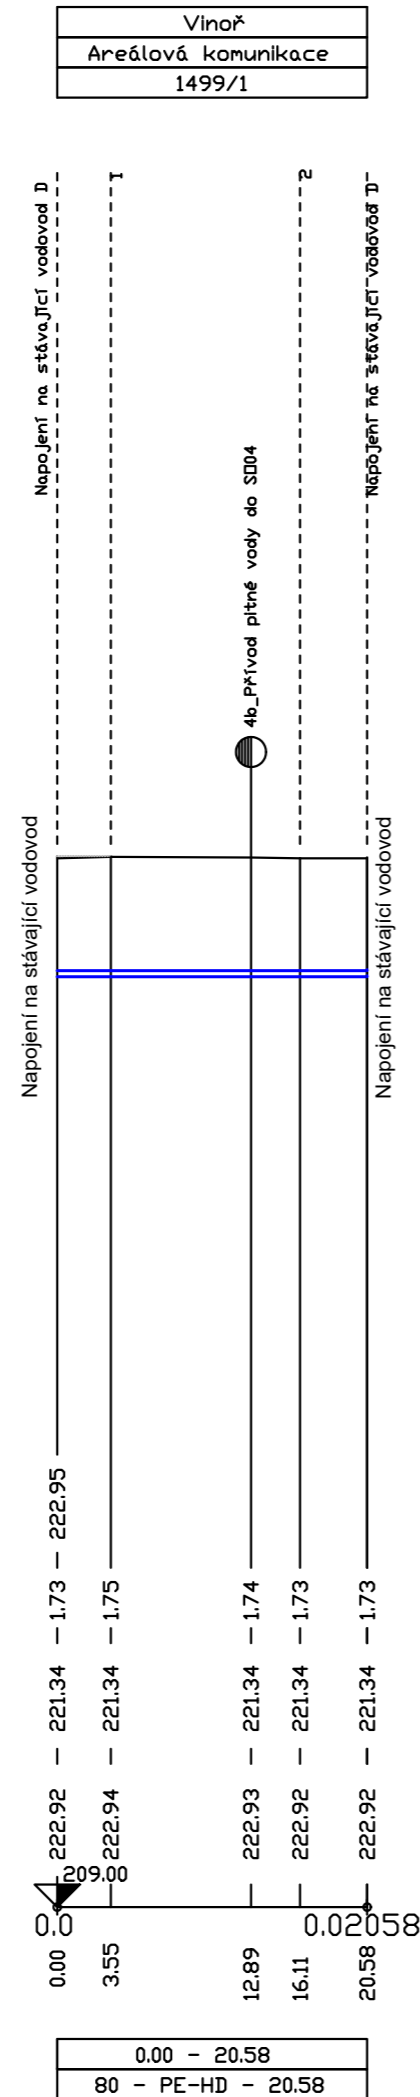 Vinoř
Areálová komunikace
1499/1
Napojení na stávající vodovod D
1
2
Napojení na stávající vodovod D
4b_Přívod pitné vody do SO04
Napojení na stávající vodovod
Napojení na stávající vodovod
222.92 — 221.34 — 1.73 — 222.95
222.94 — 221.34 — 1.75
222.93 — 221.34 — 1.74
222.92 — 221.34 — 1.73
222.92 — 221.34 — 1.73
209.00
0.0
0.02058
0.00
3.55
12.89
16.11
20.58
0.00 - 20.58
80 - PE-HD - 20.58